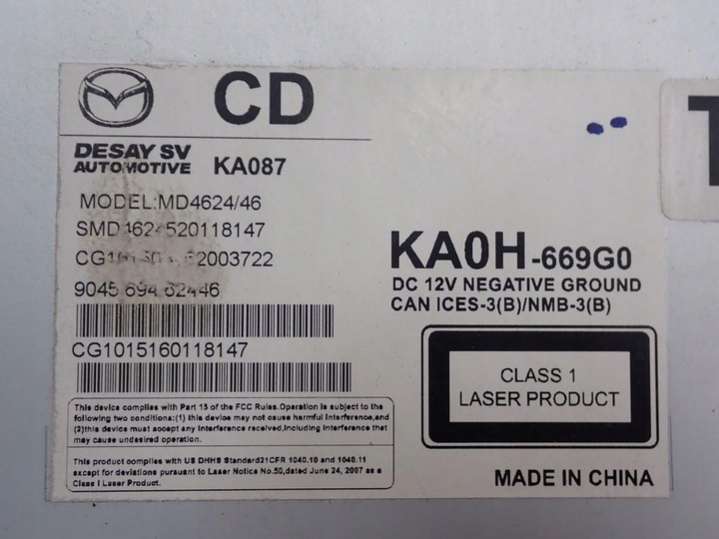 CD
DESAY SV
AUTOMOTIVE KA087
MODEL:MD4624/46
520118147
2003722
CG1015160118147
KA0H-669G0
DC 12V NEGATIVE GROUND
CAN ICES-3(B)/NMB-3(B)
CLASS 1
LASER PRODUCT
This device complies with Part 15 of the FCC Rules.Operation is subject to the
following two conditions:(1) this device may not cause harmful interference,and
(2)this device must accept any interference received,including interference that
may cause undesired operation.
This product complies with US DHHS Standard21CFR 1040.10 and 1040.11
except for deviations pursuant to Laser Notice No.50,dated June 24, 2007 as a
Class I Laser Product.
MADE IN CHINA